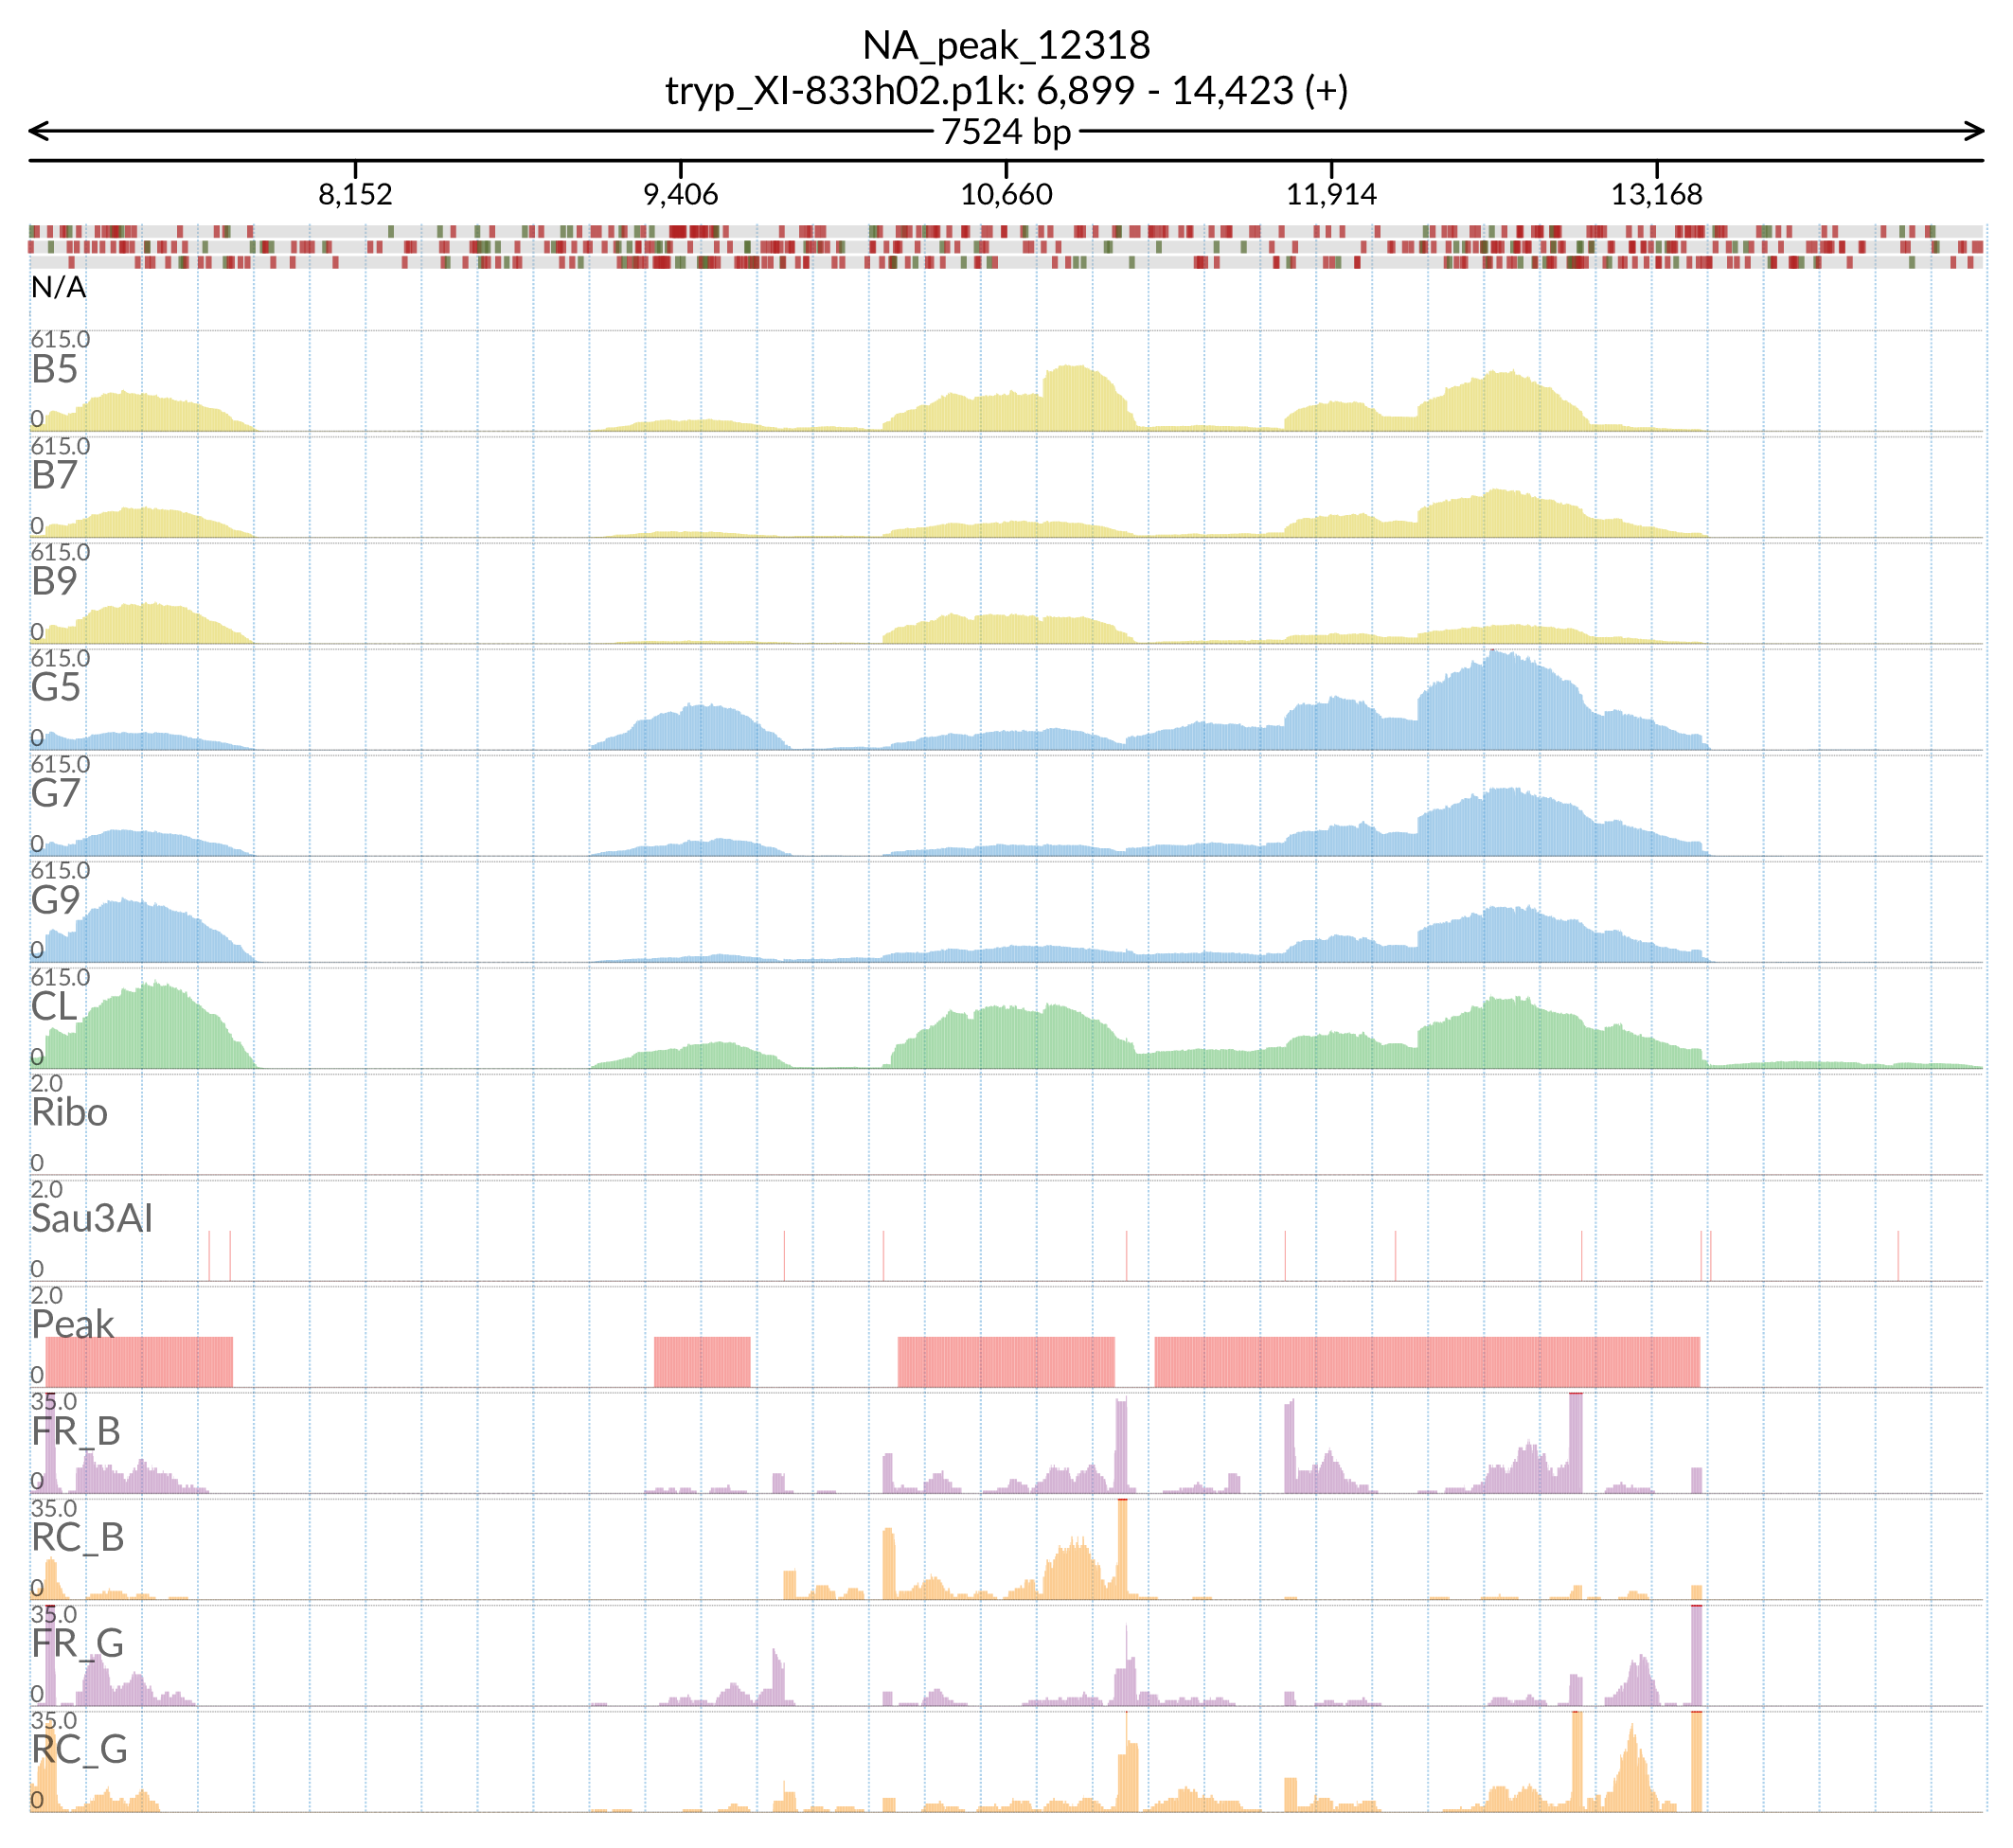 NA_peak_12318
tryp_XI-833h02.p1k: 6,899 - 14,423 (+)
7524 bp
8,152 9,406 10,660 11,914 13,168
N/A
615.0
B5
0
615.0
B7
0
615.0
B9
0
615.0
G5
0
615.0
G7
0
615.0
G9
0
615.0
CL
0
2.0
Ribo
0
2.0
Sau3AI
0
2.0
Peak
0
35.0
FR_B
0
35.0
RC_B
0
35.0
FR_G
0
35.0
RC_G
0